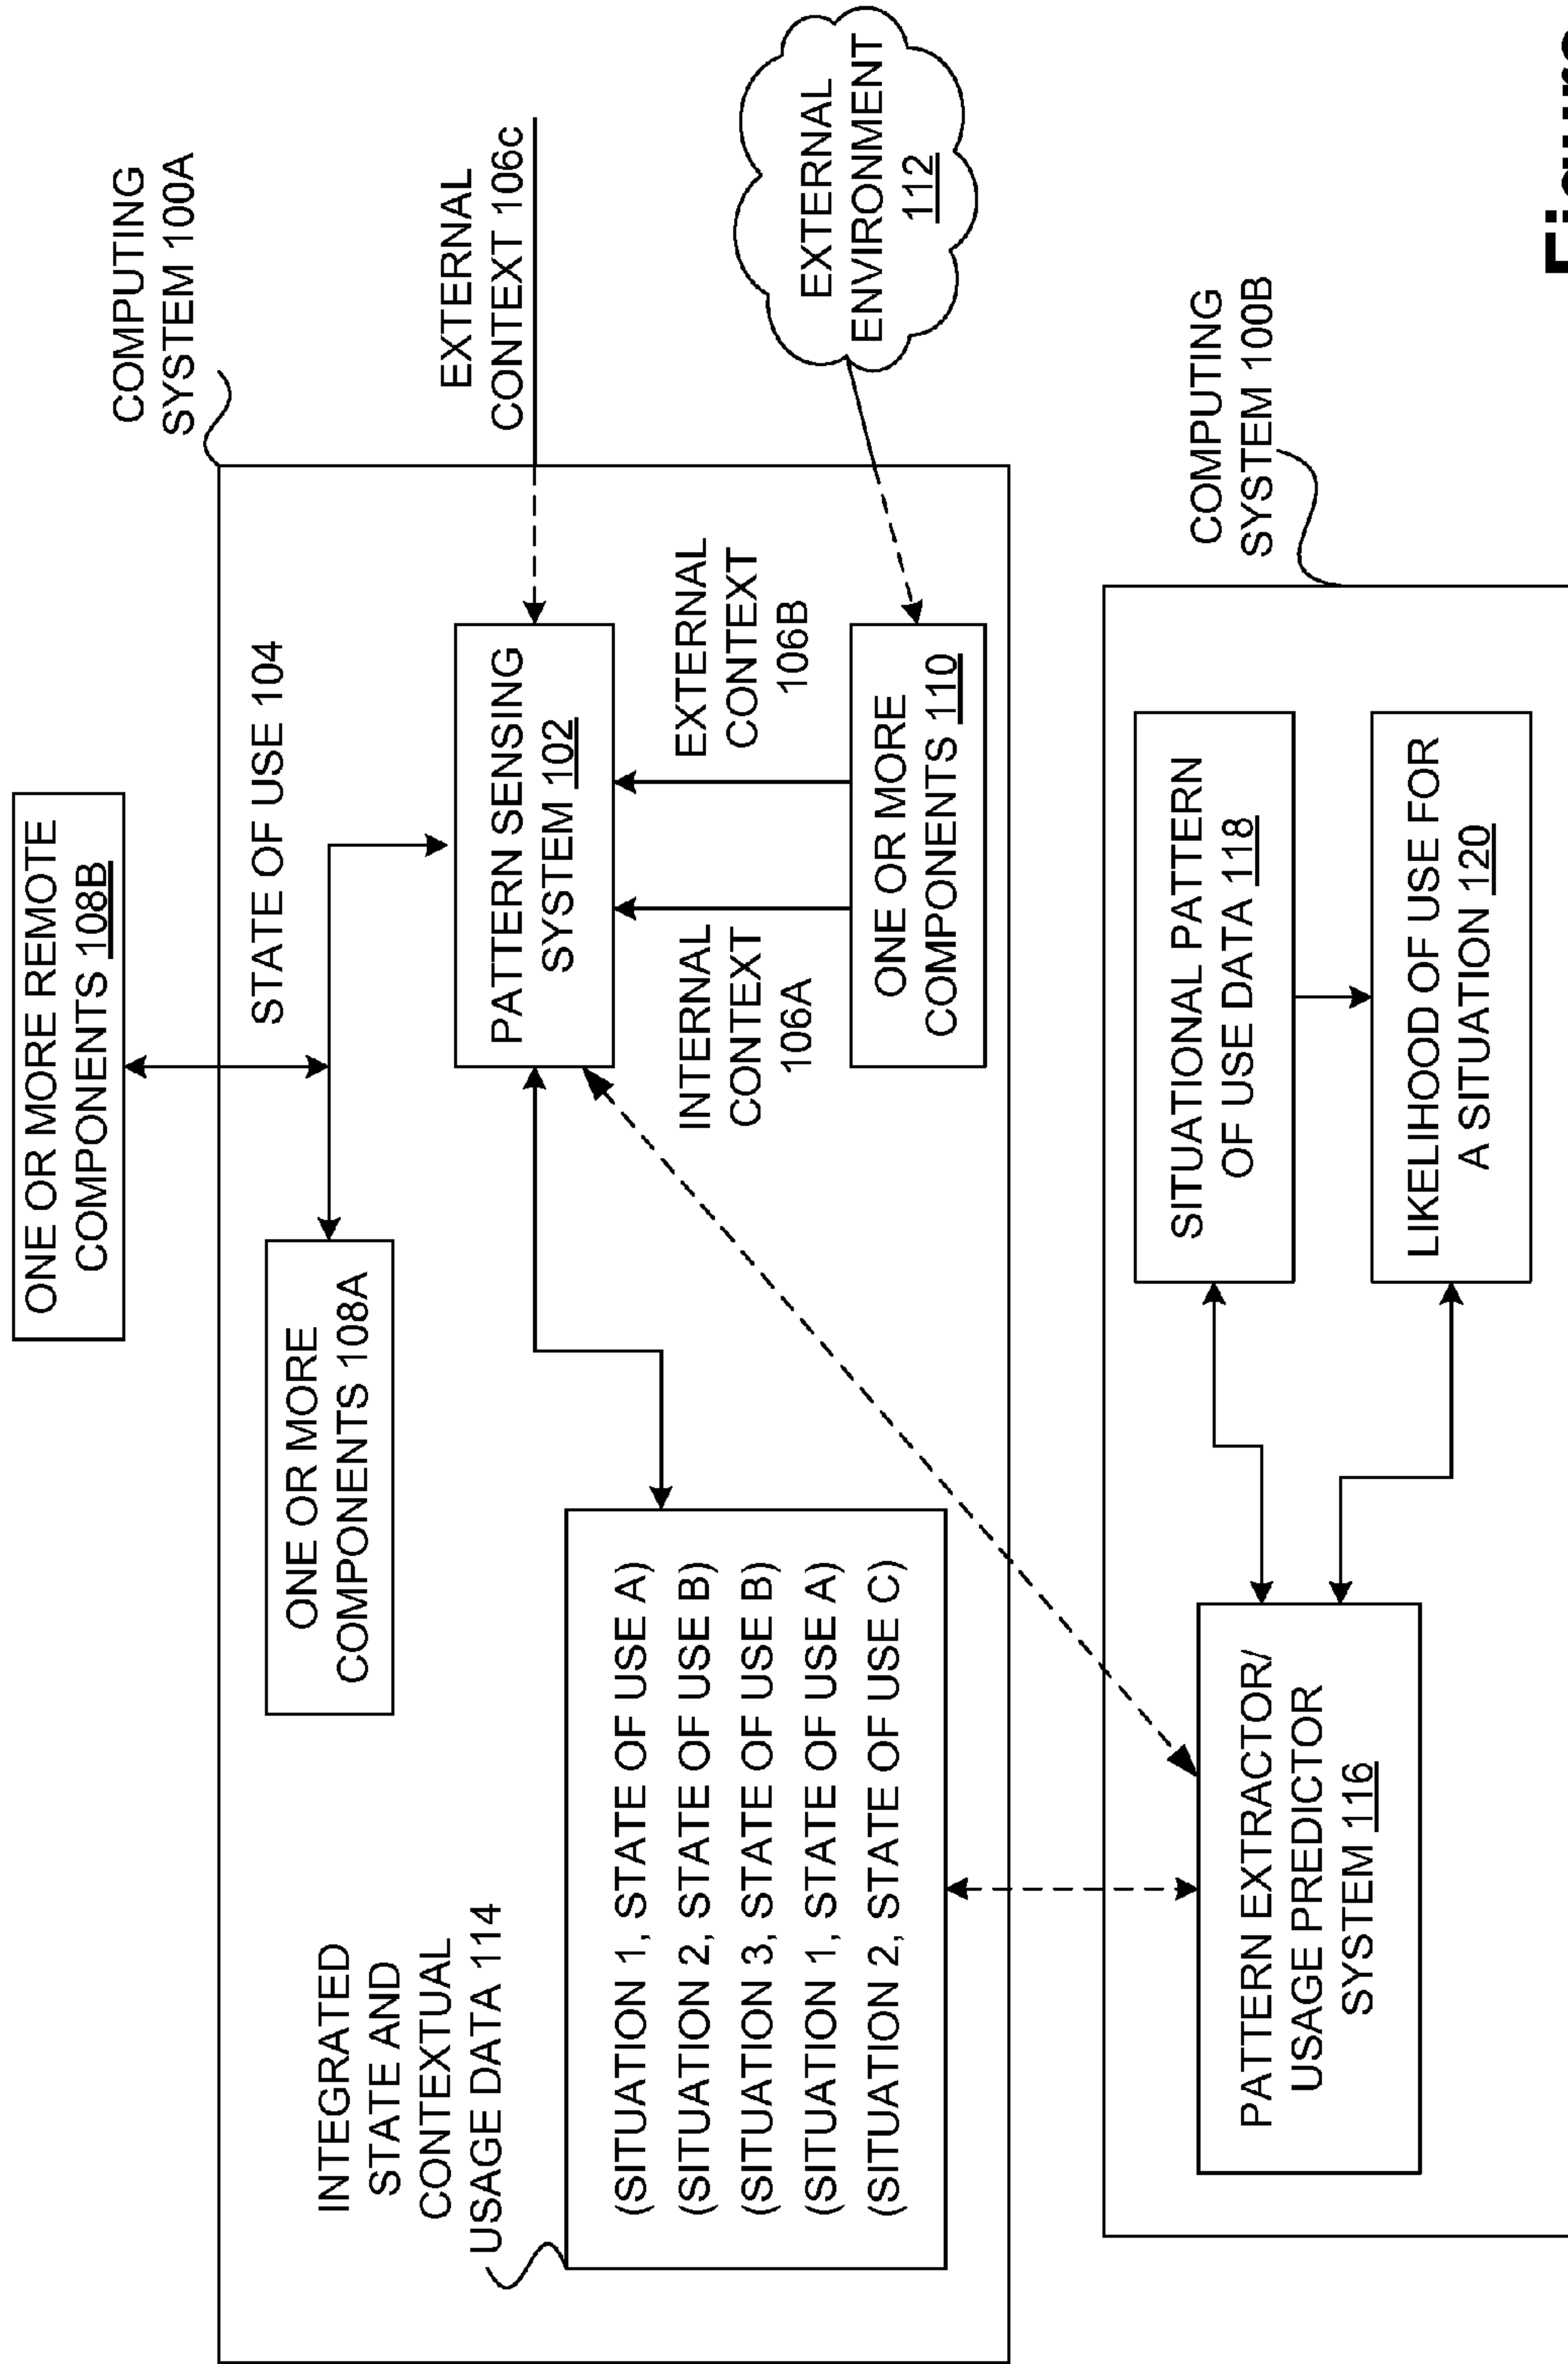 ONE OR MORE REMOTE
COMPONENTS 108B
COMPUTING
SYSTEM 100A
STATE OF USE 104
ONE OR MORE
COMPONENTS 108A
INTEGRATED
STATE AND
CONTEXTUAL
USAGE DATA 114
EXTERNAL
CONTEXT 106c
PATTERN SENSING
SYSTEM 102
(SITUATION 1, STATE OF USE A)
(SITUATION 2, STATE OF USE B)
(SITUATION 3, STATE OF USE B)
(SITUATION 1, STATE OF USE A)
(SITUATION 2, STATE OF USE C)
INTERNAL
CONTEXT
106A
EXTERNAL
CONTEXT
106B
EXTERNAL
ENVIRONMENT
112
ONE OR MORE
COMPONENTS 110
COMPUTING
SYSTEM 100B
PATTERN EXTRACTOR/
USAGE PREDICTOR
SYSTEM 116
SITUATIONAL PATTERN
OF USE DATA 118
LIKELIHOOD OF USE FOR
A SITUATION 120
Figure